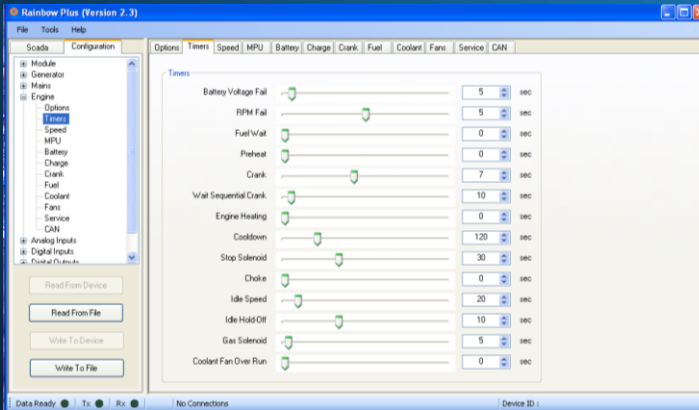 Rainbow Plus (Version 2.3)
File Tools Help
Scada Configuration
Module
Generator
Mains
Engine
Options
Timers
Speed
MPU
Battery
Charge
Crank
Fuel
Coolant
Fans
Service
CAN
Analog Inputs
Digital Inputs
Digital Outputs
Read From Device
Read From File
Write To Device
Write To File
Options Timers Speed MPU Battery Charge Crank Fuel Coolant Fans Service CAN
Timers
Battery Voltage Fail 5 sec
RPM Fail 5 sec
Fuel Wait 0 sec
Preheat 0 sec
Crank 7 sec
Wait Sequential Crank 10 sec
Engine Heating 0 sec
Cooldown 120 sec
Stop Solenoid 30 sec
Choke 0 sec
Idle Speed 20 sec
Idle Hold-Off 10 sec
Gas Solenoid 5 sec
Coolant Fan Over Run 0 sec
Data Ready Tx Rx No Connections Device ID :